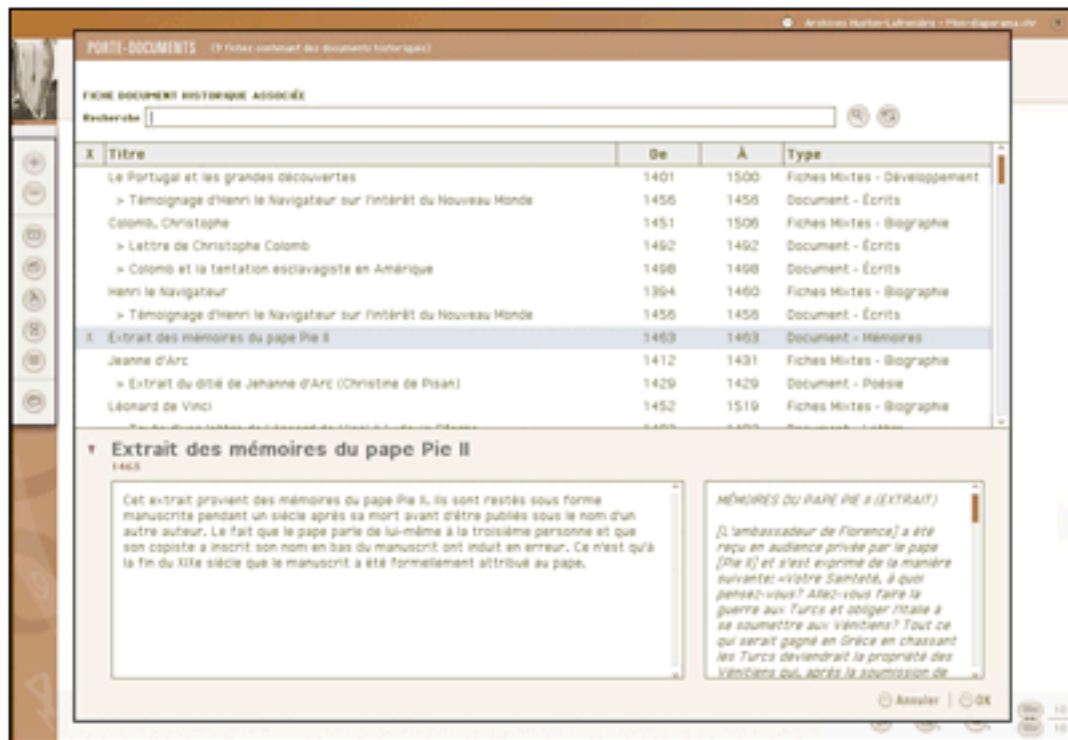 Archives Huston-Lafrenière - Mon-diaporama.chr
PORTE-DOCUMENTS (9 fiches contenant des documents historiques)
FICHE DOCUMENT HISTORIQUE ASSOCIÉE
Recherche
X Titre De À Type
Le Portugal et les grandes découvertes 1401 1500 Fiches Mixtes - Développement
> Témoignage d'Henri le Navigateur sur l'intérêt du Nouveau Monde 1456 1456 Document - Écrits
Colomb, Christophe 1451 1506 Fiches Mixtes - Biographie
> Lettre de Christophe Colomb 1492 1492 Document - Écrits
> Colomb et la tentation esclavagiste en Amérique 1498 1498 Document - Écrits
Henri le Navigateur 1394 1460 Fiches Mixtes - Biographie
> Témoignage d'Henri le Navigateur sur l'intérêt du Nouveau Monde 1456 1456 Document - Écrits
X Extrait des mémoires du pape Pie II 1463 1463 Document - Mémoires
Jeanne d'Arc 1412 1431 Fiches Mixtes - Biographie
> Extrait du ditié de Jehanne d'Arc (Christine de Pisan) 1429 1429 Document - Poésie
Léonard de Vinci 1452 1519 Fiches Mixtes - Biographie
Extrait des mémoires du pape Pie II
1463
Cet extrait provient des mémoires du pape Pie II. Ils sont restés sous forme
manuscrite pendant un siècle après sa mort avant d'être publiés sous le nom d'un
autre auteur. Le fait que le pape parle de lui-même à la troisième personne et que
son copiste a inscrit son nom en bas du manuscrit ont induit en erreur. Ce n'est qu'à
la fin du XIXe siècle que le manuscrit a été formellement attribué au pape.
MÉMOIRES DU PAPE PIE II (EXTRAIT)
[L'ambassadeur de Florence] a été
reçu en audience privée par le pape
[Pie II] et s'est exprimé de la manière
suivante: «Votre Sainteté, à quoi
pensez-vous? Allez-vous faire la
guerre aux Turcs et obliger l'Italie à
se soumettre aux Vénitiens? Tout ce
qui serait gagné en Grèce en chassant
les Turcs deviendrait la propriété des
Vénitiens qui, après la soumission de
Annuler | OK